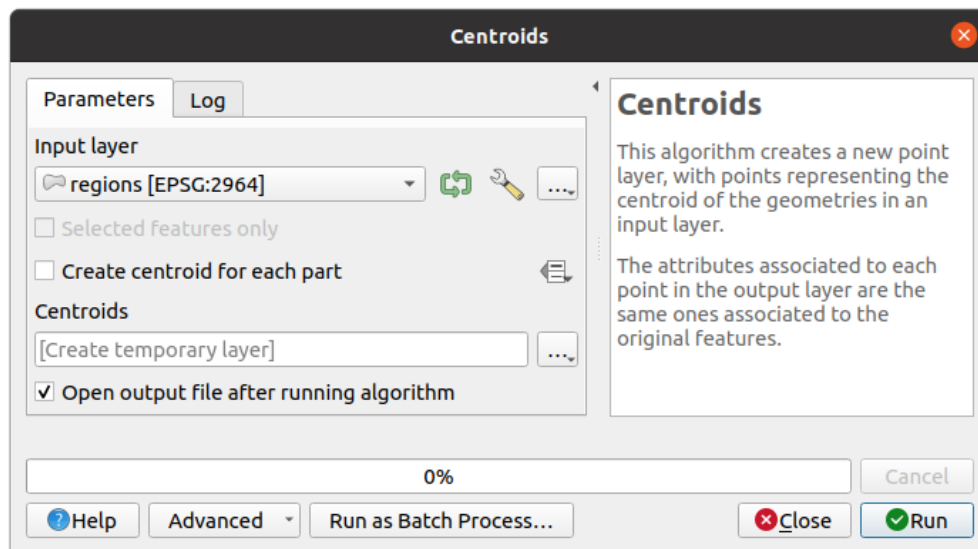 Centroids
Parameters
Log
Input layer
regions [EPSG:2964]
...
Selected features only
Create centroid for each part
Centroids
[Create temporary layer]
...
Open output file after running algorithm
Centroids
This algorithm creates a new point
layer, with points representing the
centroid of the geometries in an
input layer.
The attributes associated to each
point in the output layer are the
same ones associated to the
original features.
0%
Cancel
Help
Advanced
Run as Batch Process...
Close
Run